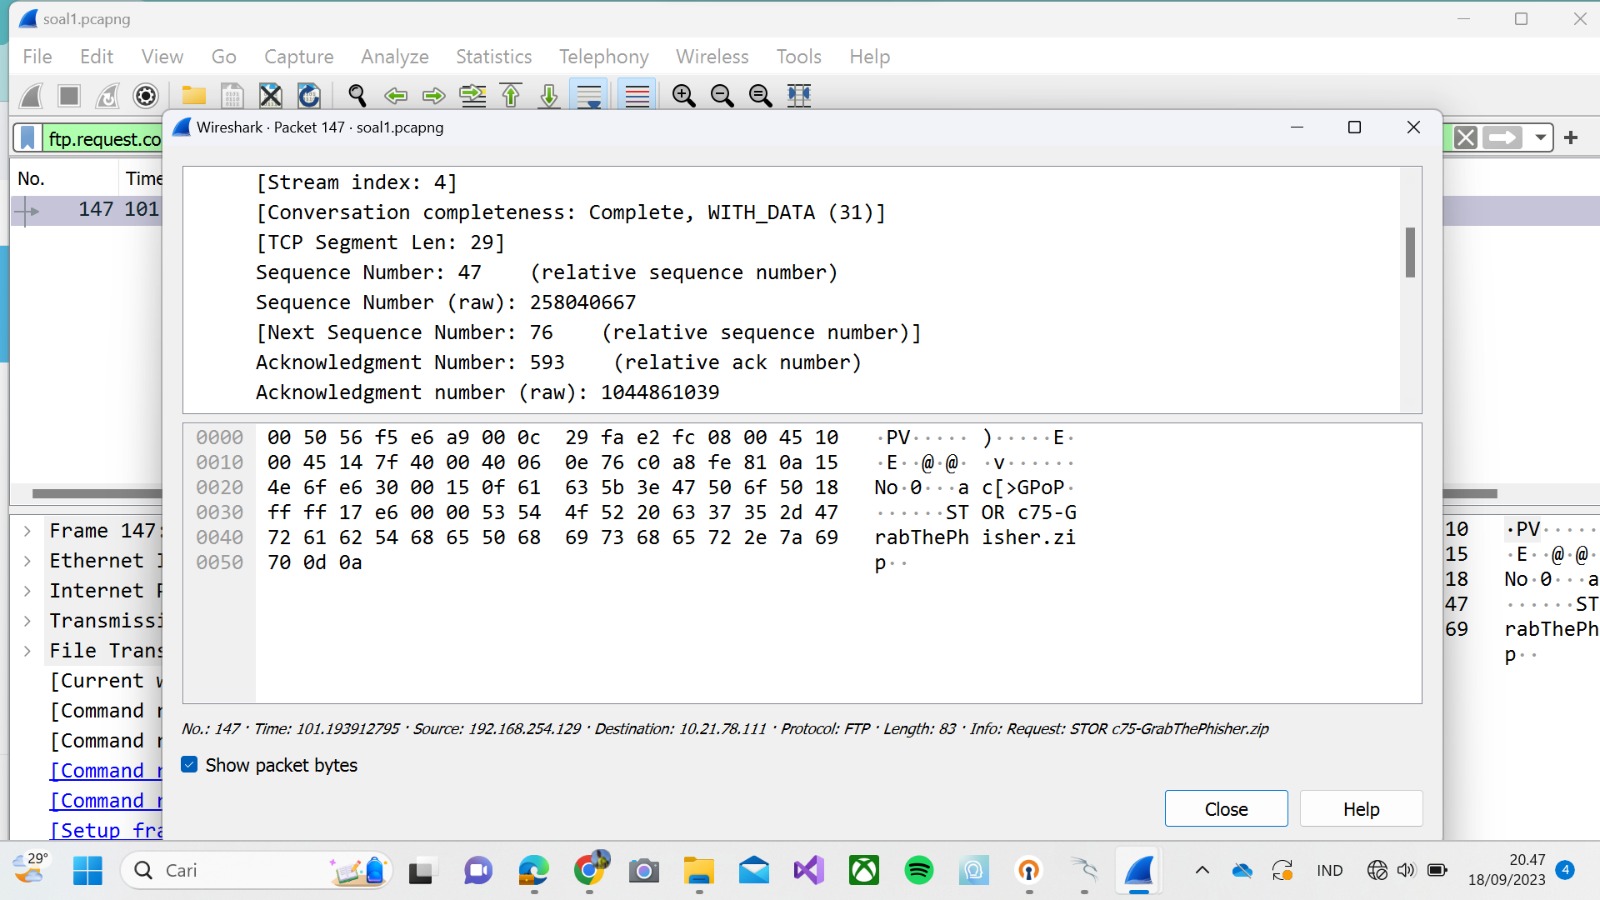 soal1.pcapng
File Edit View Go Capture Analyze Statistics Telephony Wireless Tools Help
ftp.request.co
Wireshark · Packet 147 · soal1.pcapng
No. Time
147 101
[Stream index: 4]
[Conversation completeness: Complete, WITH_DATA (31)]
[TCP Segment Len: 29]
Sequence Number: 47 (relative sequence number)
Sequence Number (raw): 258040667
[Next Sequence Number: 76 (relative sequence number)]
Acknowledgment Number: 593 (relative ack number)
Acknowledgment number (raw): 1044861039
0000 00 50 56 f5 e6 a9 00 0c 29 fa e2 fc 08 00 45 10 ·PV····· )·····E·
0010 00 45 14 7f 40 00 40 06 0e 76 c0 a8 fe 81 0a 15 ·E··@·@· ·v······
0020 4e 6f e6 30 00 15 0f 61 63 5b 3e 47 50 6f 50 18 No·0···a c[>GPoP·
0030 ff ff 17 e6 00 00 53 54 4f 52 20 63 37 35 2d 47 ······ST OR c75-G
0040 72 61 62 54 68 65 50 68 69 73 68 65 72 2e 7a 69 rabThePh isher.zi
0050 70 0d 0a p··
Frame 147:
Ethernet I
Internet P
Transmissi
File Trans
[Current w
[Command r
[Command r
[Command r
[Command r
[Setup fra
10 ·PV·····
15 ·E··@·@·
18 No·0···a
47 ······ST
69 rabThePh
p··
No.: 147 · Time: 101.193912795 · Source: 192.168.254.129 · Destination: 10.21.78.111 · Protocol: FTP · Length: 83 · Info: Request: STOR c75-GrabThePhisher.zip
Show packet bytes
Close Help
29°
Cari
IND
20.47
18/09/2023
4